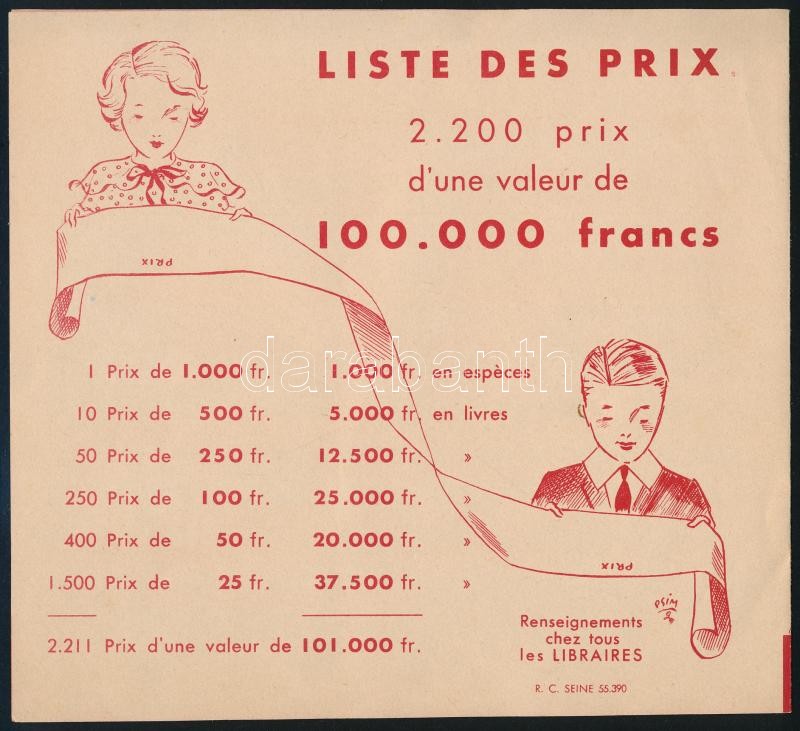 LISTE DES PRIX
2.200 prix
d'une valeur de
100.000 francs
PRIX
darabanth
1 Prix de 1.000 fr. 1.000 fr. en espèces
10 Prix de 500 fr. 5.000 fr. en livres
50 Prix de 250 fr. 12.500 fr. »
250 Prix de 100 fr. 25.000 fr. »
400 Prix de 50 fr. 20.000 fr. »
1.500 Prix de 25 fr. 37.500 fr. »
2.211 Prix d'une valeur de 101.000 fr.
PRIX
PSIM
Renseignements
chez tous
les LIBRAIRES
R. C. SEINE 55.390